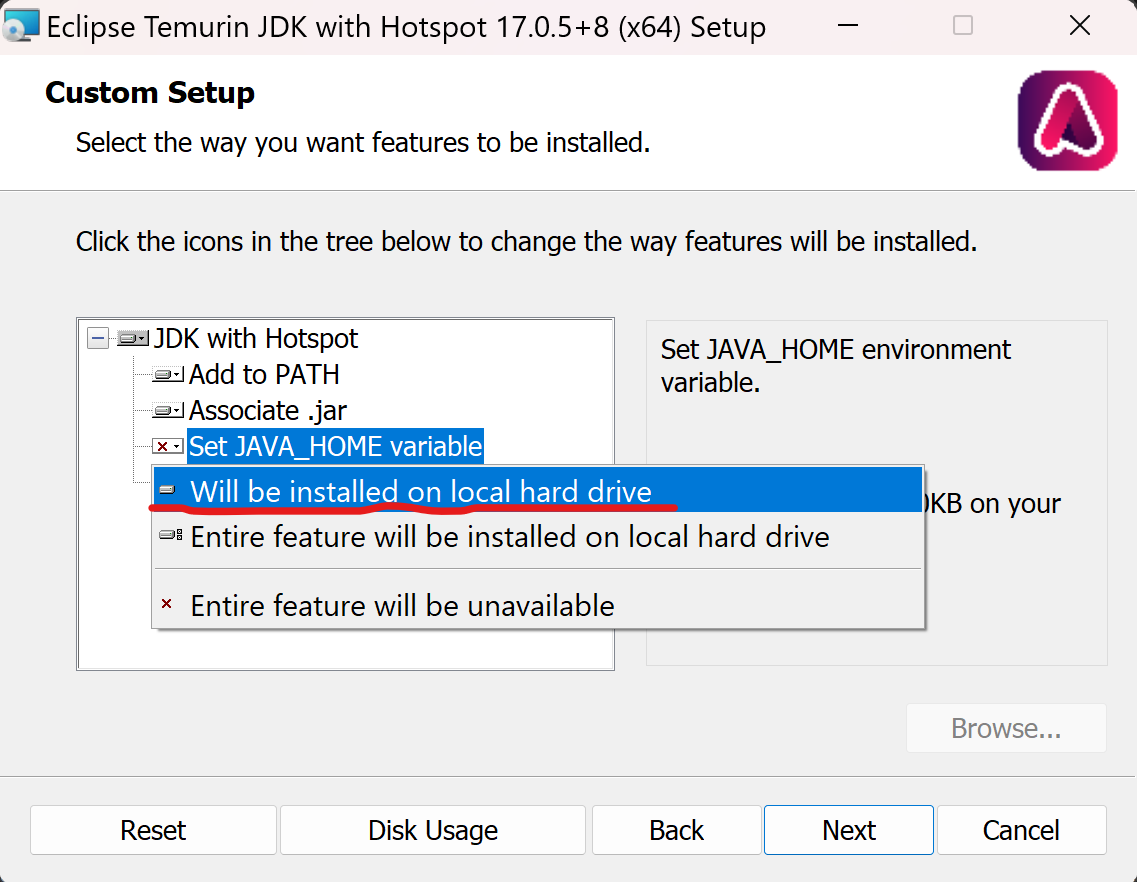 Eclipse Temurin JDK with Hotspot 17.0.5+8 (x64) Setup
Custom Setup
Select the way you want features to be installed.
Click the icons in the tree below to change the way features will be installed.
JDK with Hotspot
Add to PATH
Associate .jar
Set JAVA_HOME variable
Will be installed on local hard drive
Entire feature will be installed on local hard drive
Entire feature will be unavailable
Set JAVA_HOME environment
variable.
KB on your
Browse...
Reset
Disk Usage
Back
Next
Cancel